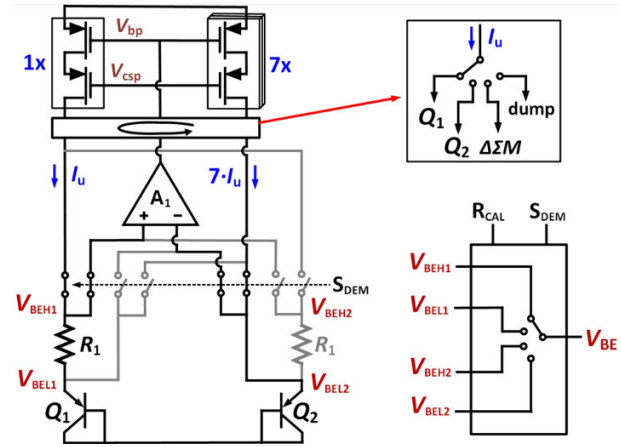 V_bp
1x
V_csp
7x
I_u
7·I_u
A_1
+ −
S_DEM
V_BEH1
V_BEH2
R_1
R_1
V_BEL1
V_BEL2
Q_1
Q_2
I_u
Q_1
dump
Q_2
ΔΣM
R_CAL
S_DEM
V_BEH1
V_BEL1
V_BE
V_BEH2
V_BEL2